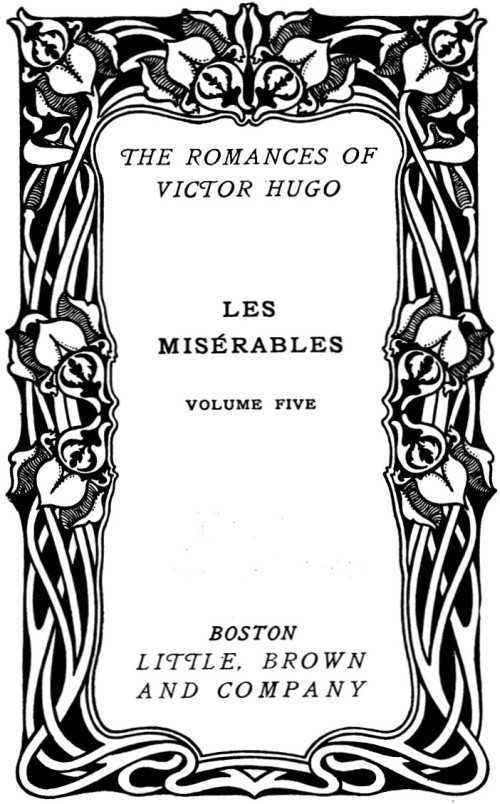 THE ROMANCES OF
VICTOR HUGO
LES
MISÉRABLES
VOLUME FIVE
BOSTON
LITTLE, BROWN
AND COMPANY